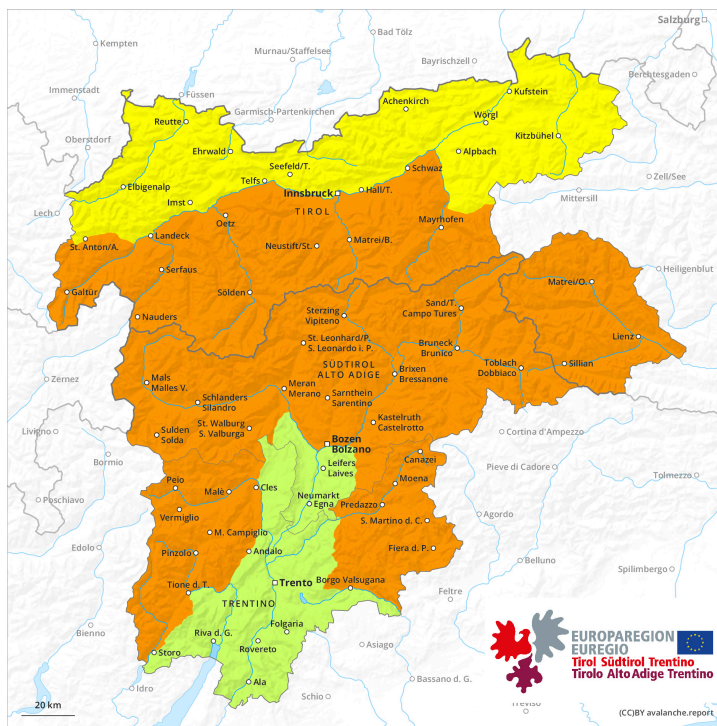 Salzburg
Kempten
Bad Tölz
Murnau/Staffelsee
Bayrischzell
Berchtesgaden
Immenstadt
Füssen
Garmisch-Partenkirchen
Achenkirch
Kufstein
Reutte
Wörgl
Oberstdorf
Kitzbühel
Ehrwald
Alpbach
Seefeld/T.
Schwaz
Telfs
Zell/See
Elbigenalp
Innsbruck
Hall/T.
Mittersill
Imst
TIROL
Lech
Oetz
Mayrhofen
Landeck
St. Anton/A.
Neustift/St.
Matrei/B.
Serfaus
Heiligenblut
Matrei/O.
Galtür
Sölden
Sterzing
Vipiteno
Sand/T.
Campo Tures
Nauders
St. Leonhard/P.
S. Leonardo i. P.
Lienz
Bruneck
Brunico
SÜDTIROL
ALTO ADIGE
Toblach
Dobbiaco
Sillian
Brixen
Bressanone
Zernez
Mals
Malles V.
Meran
Merano
Sarnthein
Sarentino
Schlanders
Silandro
Kastelruth
Castelrotto
St. Walburg
S. Valburga
Livigno
Sulden
Solda
Cortina d'Ampezzo
Bozen
Bolzano
Bormio
Canazei
Leifers
Laives
Pieve di Cadore
Tolmezzo
Peio
Moena
Malè
Cles
Neumarkt
Egna
Poschiavo
Predazzo
Vermiglio
Agordo
S. Martino d. C.
M. Campiglio
Edolo
Pinzolo
Andalo
Fiera d. P.
Belluno
Spilimbergo
Tione d. T.
Trento
Borgo Valsugana
Feltre
TRENTINO
Bienno
Riva d. G.
Folgaria
Storo
Rovereto
Asiago
Idro
Ala
Bassano d. G.
Schio
Treviso
EUROPAREGION
EUREGIO
Tirol Südtirol Trentino
Tirolo Alto Adige Trentino
20 km
(CC)BY avalanche.report